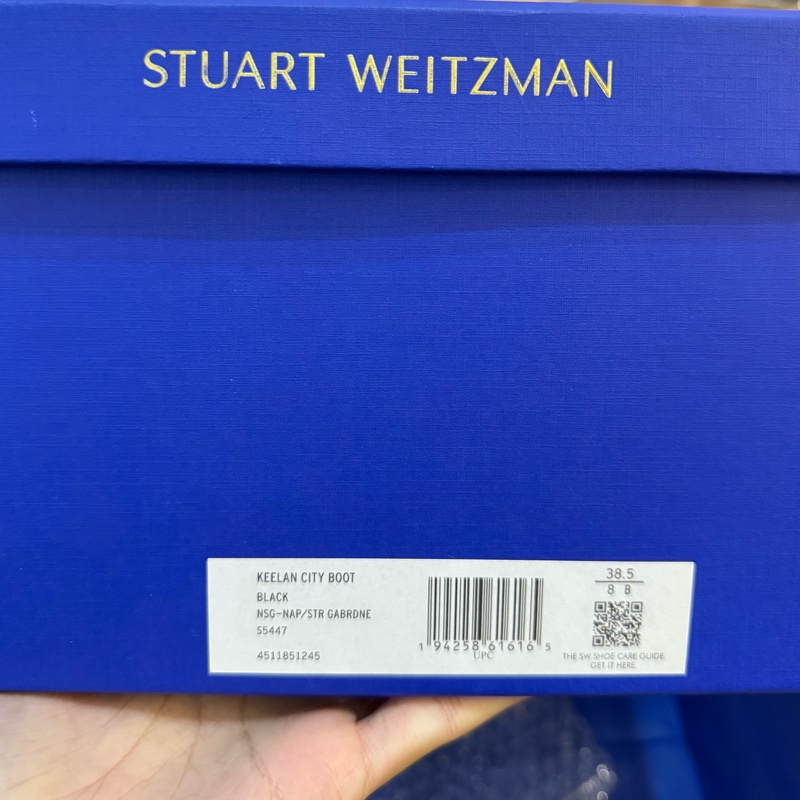 STUART WEITZMAN
KEELAN CITY BOOT
BLACK
NSG-NAP/STR GABRDNE
S5447
4511851245
1 94258 61616 5
UPC
38.5
8 B
THE SW SHOE CARE GUIDE
GET IT HERE.